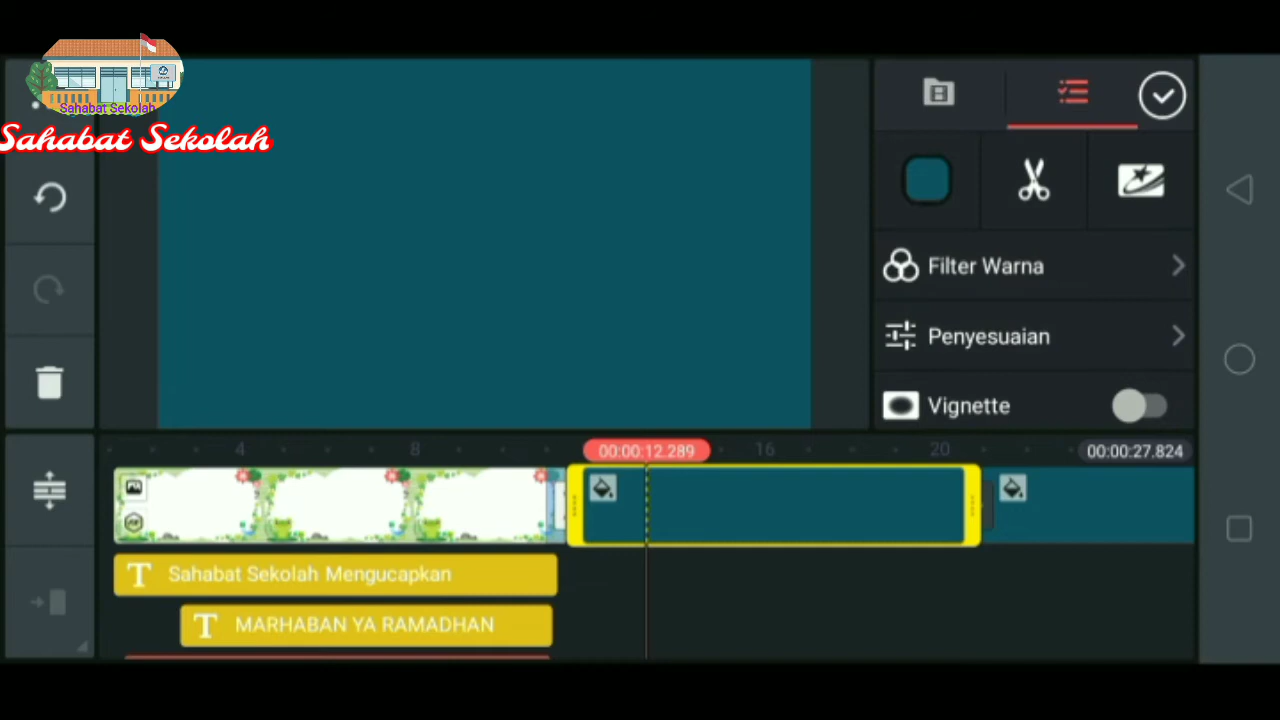 Sahabat Sekolah
Sahabat Sekolah
Filter Warna
Penyesuaian
Vignette
4
8
00:00:12.289
16
20
00:00:27.824
Sahabat Sekolah Mengucapkan
MARHABAN YA RAMADHAN